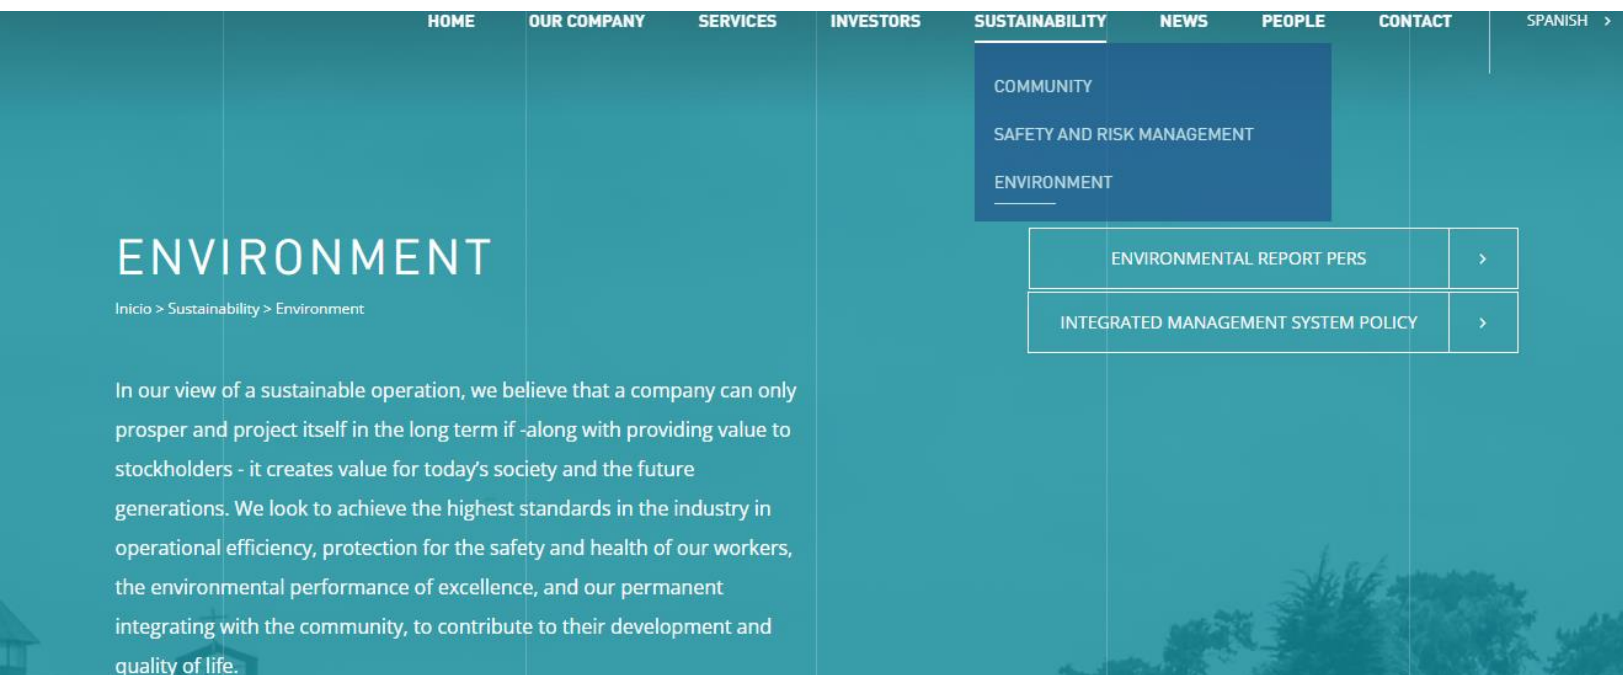 HOME OUR COMPANY SERVICES INVESTORS SUSTAINABILITY NEWS PEOPLE CONTACT SPANISH >
COMMUNITY
SAFETY AND RISK MANAGEMENT
ENVIRONMENT
ENVIRONMENT
ENVIRONMENTAL REPORT PERS >
Inicio > Sustainability > Environment
INTEGRATED MANAGEMENT SYSTEM POLICY >
In our view of a sustainable operation, we believe that a company can only
prosper and project itself in the long term if -along with providing value to
stockholders - it creates value for today's society and the future
generations. We look to achieve the highest standards in the industry in
operational efficiency, protection for the safety and health of our workers,
the environmental performance of excellence, and our permanent
integrating with the community, to contribute to their development and
quality of life.